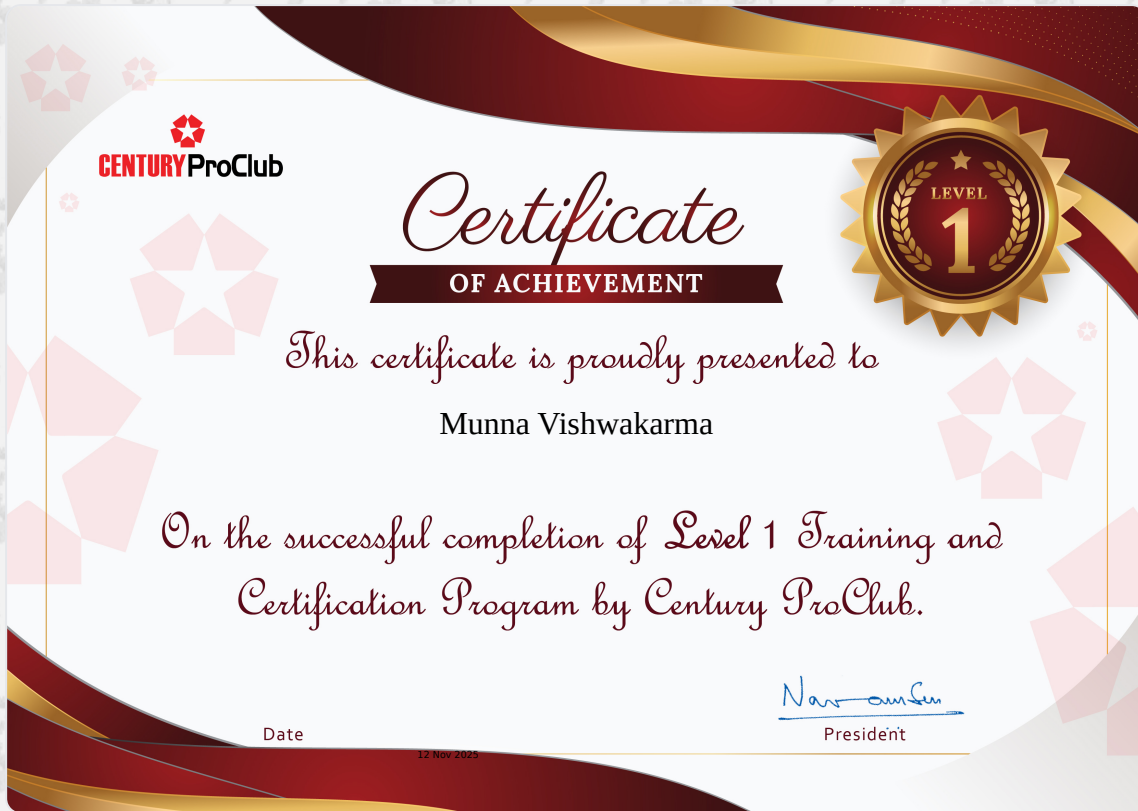 CENTURY ProClub
LEVEL
1
Certificate
OF ACHIEVEMENT
This certificate is proudly presented to
Munna Vishwakarma
On the successful completion of Level 1 Training and
Certification Program by Century ProClub.
Date
President
12 Nov 2025